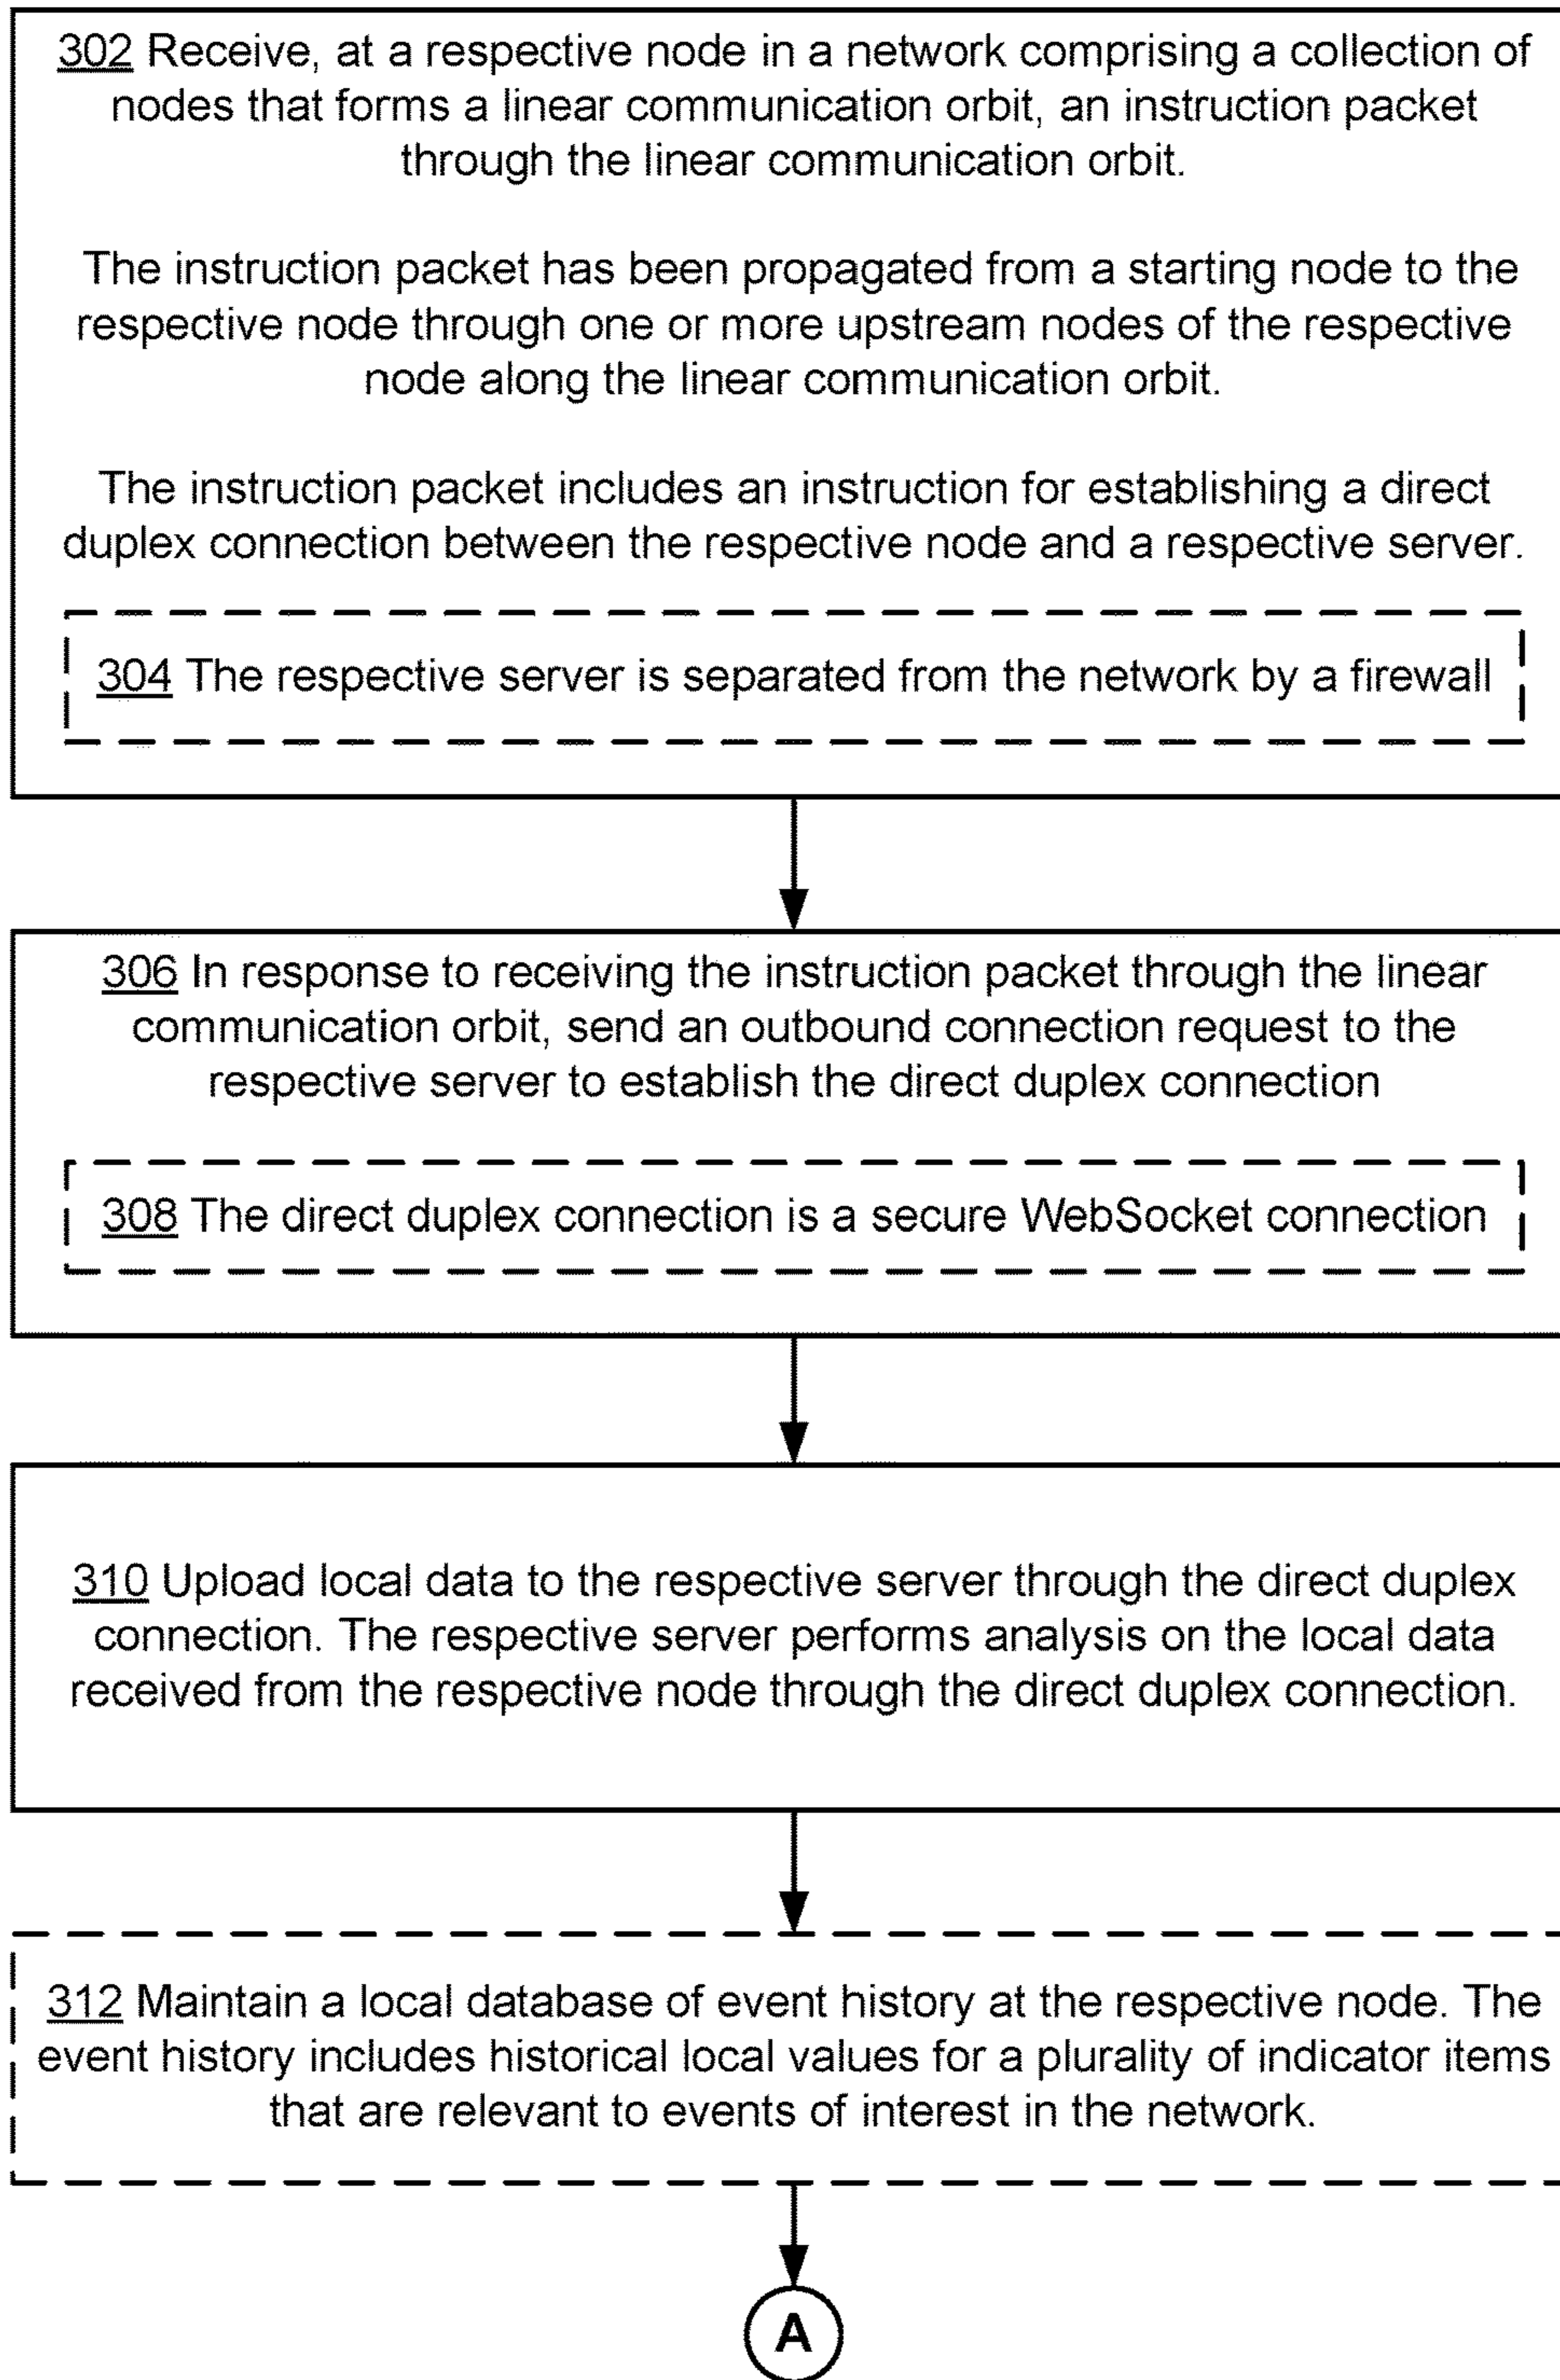 302 Receive, at a respective node in a network comprising a collection of
nodes that forms a linear communication orbit, an instruction packet
through the linear communication orbit.
The instruction packet has been propagated from a starting node to the
respective node through one or more upstream nodes of the respective
node along the linear communication orbit.
The instruction packet includes an instruction for establishing a direct
duplex connection between the respective node and a respective server.
304 The respective server is separated from the network by a firewall
306 In response to receiving the instruction packet through the linear
communication orbit, send an outbound connection request to the
respective server to establish the direct duplex connection
308 The direct duplex connection is a secure WebSocket connection
310 Upload local data to the respective server through the direct duplex
connection. The respective server performs analysis on the local data
received from the respective node through the direct duplex connection.
312 Maintain a local database of event history at the respective node. The
event history includes historical local values for a plurality of indicator items
that are relevant to events of interest in the network.
A